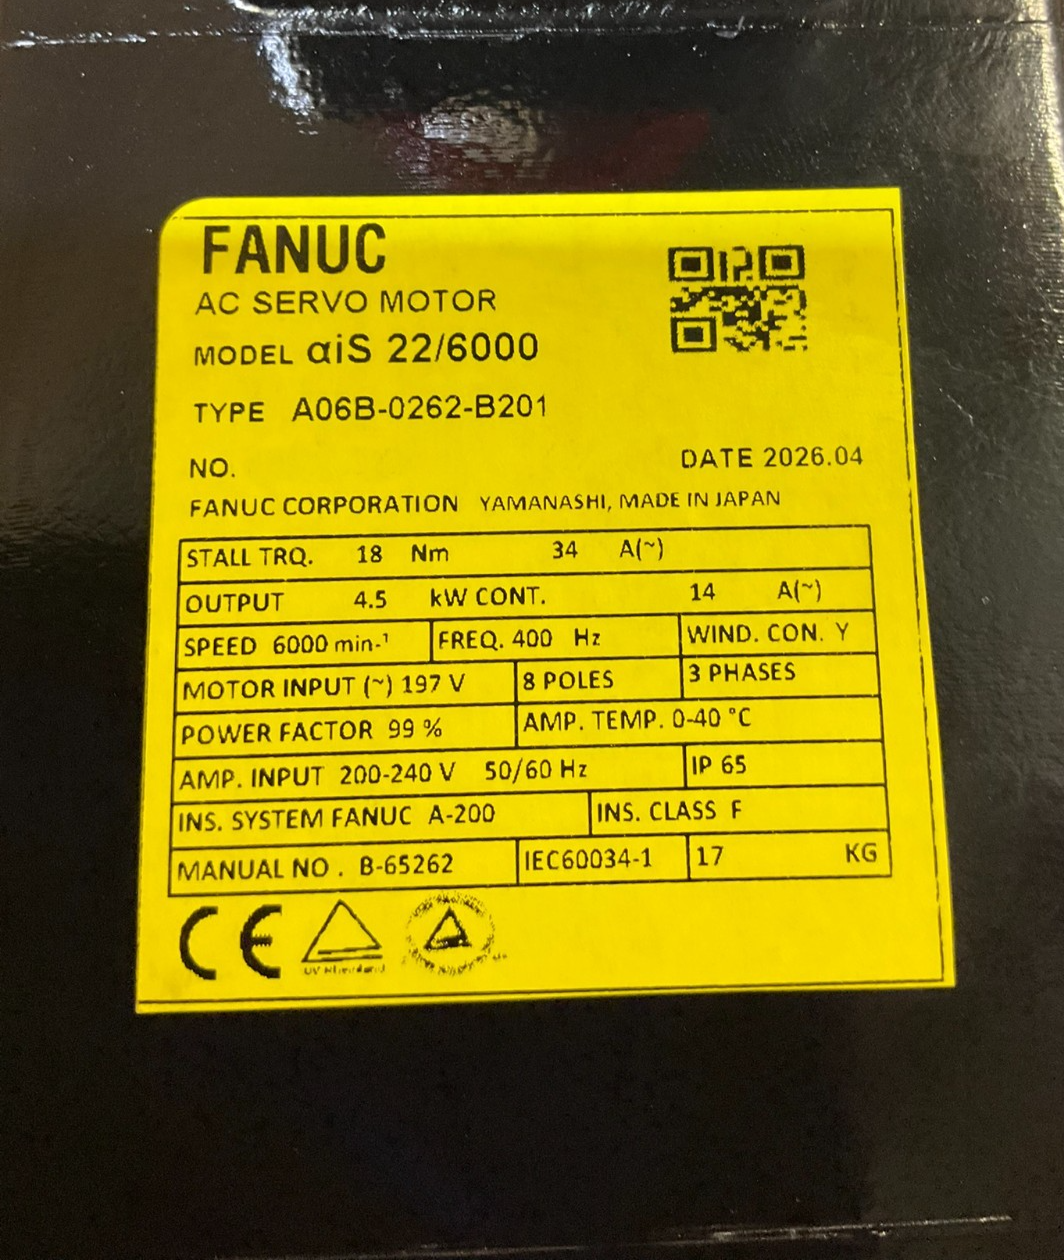 FANUC
AC SERVO MOTOR
MODEL αiS 22/6000
TYPE A06B-0262-B201
NO.
DATE 2026.04
FANUC CORPORATION YAMANASHI, MADE IN JAPAN
STALL TRQ. 18 Nm 34 A(~)
OUTPUT 4.5 kW CONT. 14 A(~)
SPEED 6000 min-¹ FREQ. 400 Hz WIND. CON. Y
MOTOR INPUT (~) 197 V 8 POLES 3 PHASES
POWER FACTOR 99 % AMP. TEMP. 0-40 °C
AMP. INPUT 200-240 V 50/60 Hz IP 65
INS. SYSTEM FANUC A-200 INS. CLASS F
MANUAL NO . B-65262 IEC60034-1 17 KG
CE